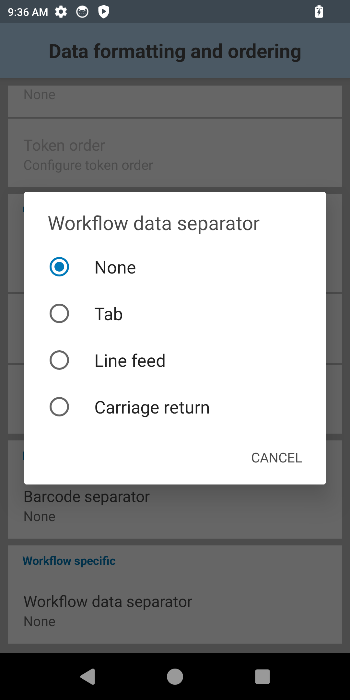 9:36 AM
Data formatting and ordering
None
Token order
Configure token order
Workflow data separator
None
Tab
Line feed
Carriage return
CANCEL
Barcode separator
None
Workflow specific
Workflow data separator
None